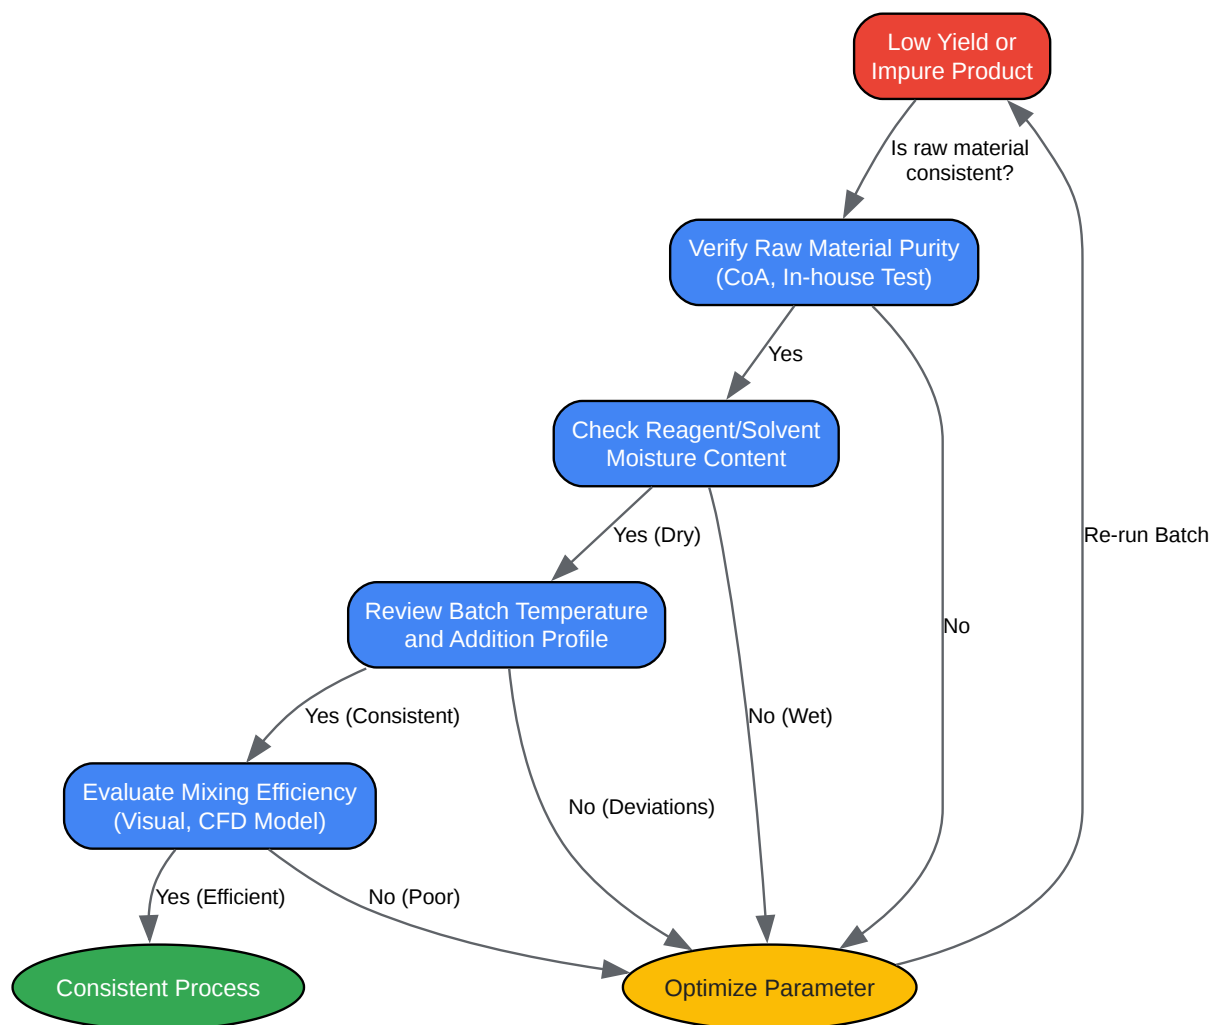 Low Yield or
Impure Product
Is raw material
consistent?
Verify Raw Material Purity
(CoA, In-house Test)
Yes
Check Reagent/Solvent
Moisture Content
Yes (Dry)
Re-run Batch
Review Batch Temperature
and Addition Profile
No
Yes (Consistent)
No (Wet)
Evaluate Mixing Efficiency
(Visual, CFD Model)
No (Deviations)
Yes (Efficient)
No (Poor)
Consistent Process
Optimize Parameter